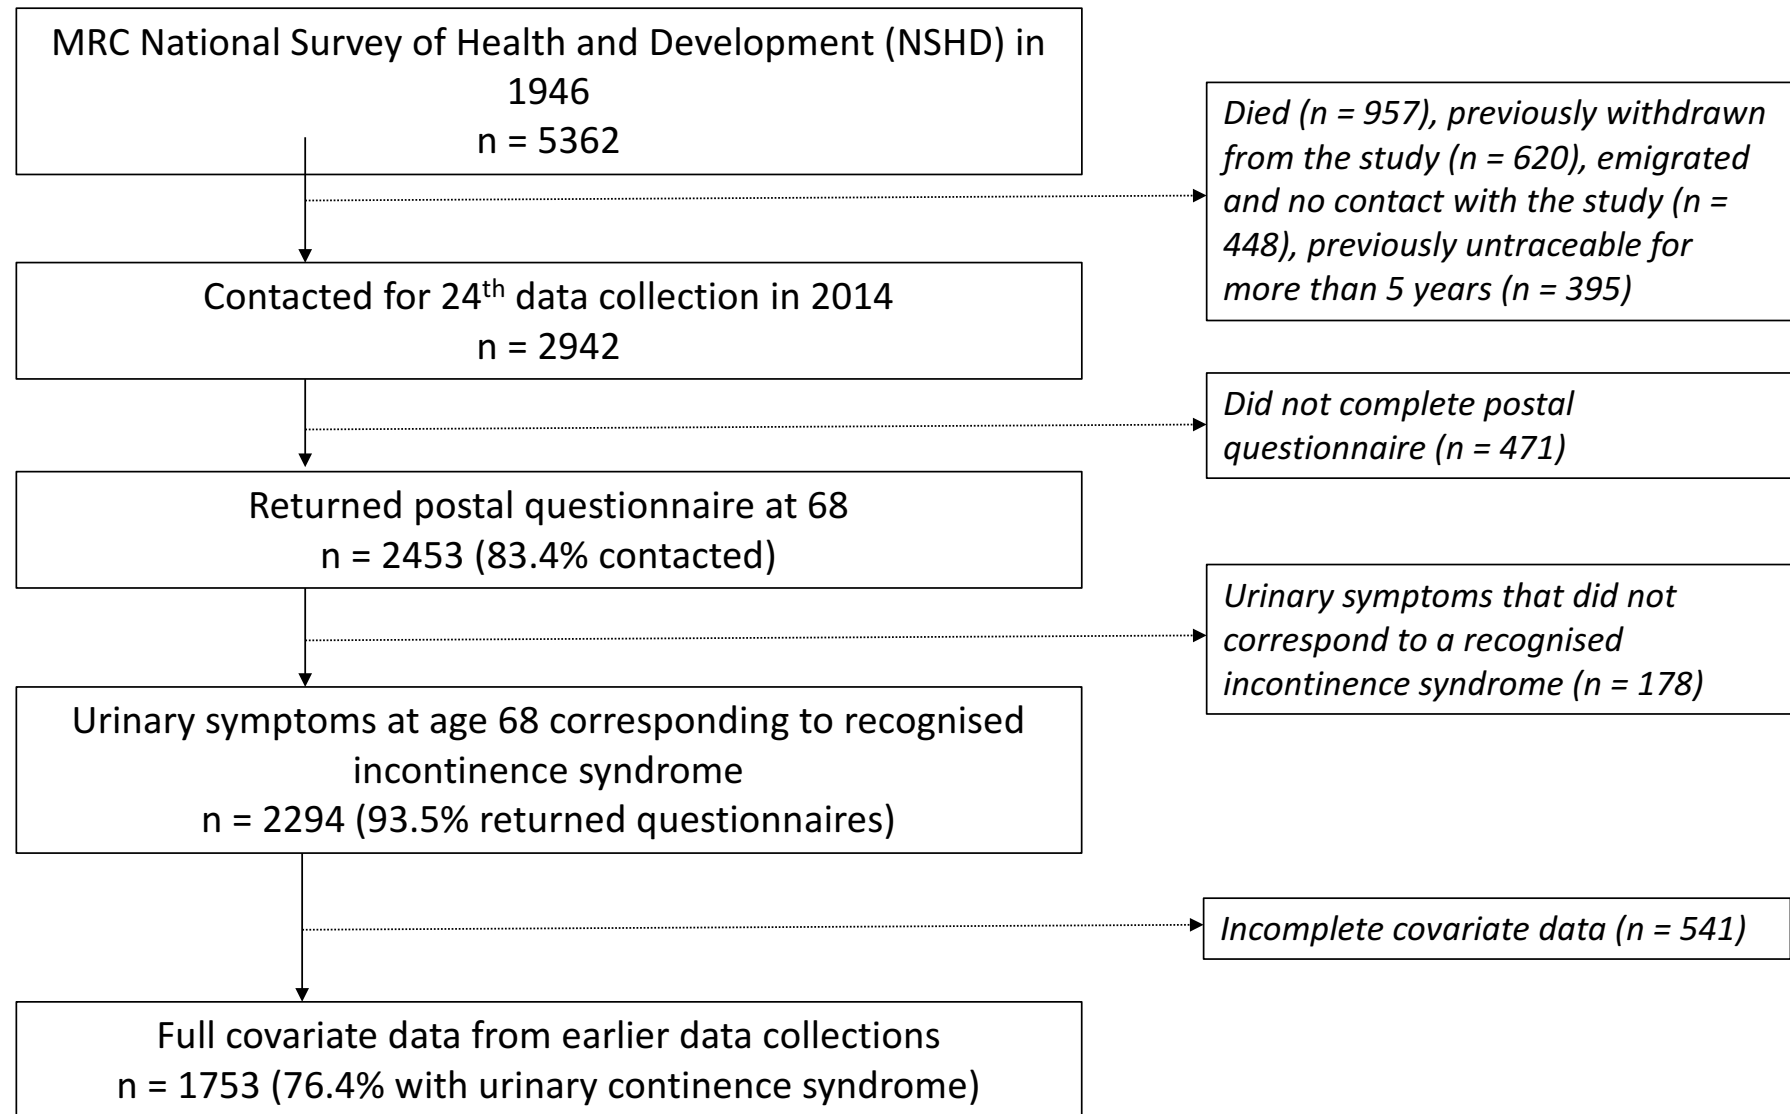 MRC National Survey of Health and Development (NSHD) in
1946
n = 5362
Died (n = 957), previously withdrawn
from the study (n = 620), emigrated
and no contact with the study (n =
448), previously untraceable for
more than 5 years (n = 395)
Contacted for 24th data collection in 2014
n = 2942
Did not complete postal
questionnaire (n = 471)
Returned postal questionnaire at 68
n = 2453 (83.4% contacted)
Urinary symptoms that did not
correspond to a recognised
incontinence syndrome (n = 178)
Urinary symptoms at age 68 corresponding to recognised
incontinence syndrome
n = 2294 (93.5% returned questionnaires)
Incomplete covariate data (n = 541)
Full covariate data from earlier data collections
n = 1753 (76.4% with urinary continence syndrome)